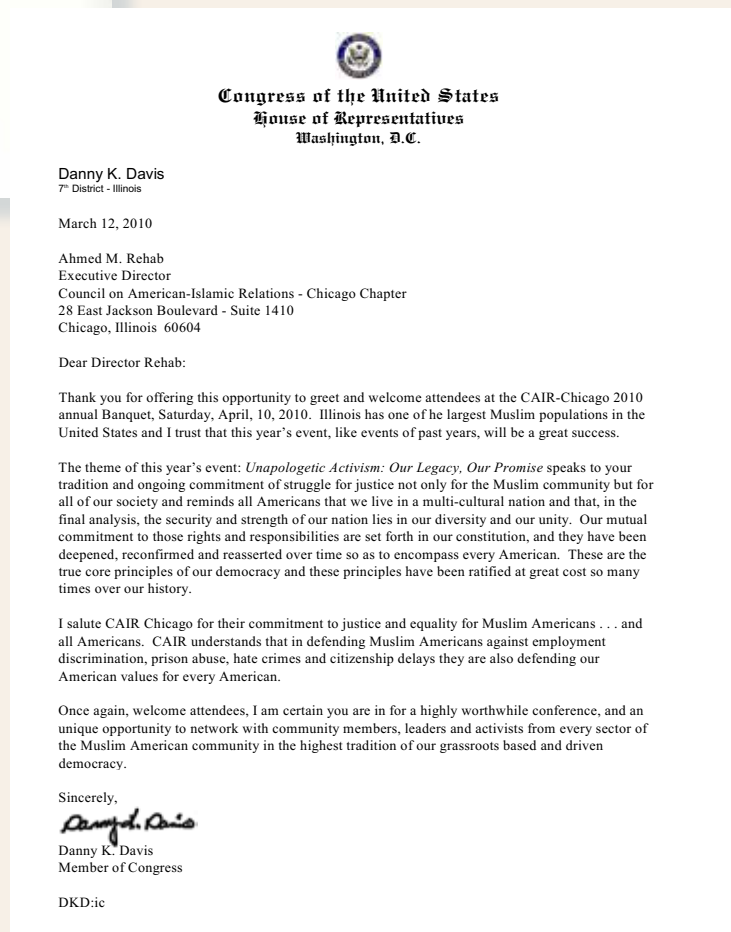 Congress of the United States
House of Representatives
Washington, D.C.
Danny K. Davis
7th District - Illinois
March 12, 2010
Ahmed M. Rehab
Executive Director
Council on American-Islamic Relations - Chicago Chapter
28 East Jackson Boulevard - Suite 1410
Chicago, Illinois  60604
Dear Director Rehab:
Thank you for offering this opportunity to greet and welcome attendees at the CAIR-Chicago 2010
annual Banquet, Saturday, April, 10, 2010.  Illinois has one of he largest Muslim populations in the
United States and I trust that this year's event, like events of past years, will be a great success.
The theme of this year's event: Unapologetic Activism: Our Legacy, Our Promise speaks to your
tradition and ongoing commitment of struggle for justice not only for the Muslim community but for
all of our society and reminds all Americans that we live in a multi-cultural nation and that, in the
final analysis, the security and strength of our nation lies in our diversity and our unity.  Our mutual
commitment to those rights and responsibilities are set forth in our constitution, and they have been
deepened, reconfirmed and reasserted over time so as to encompass every American.  These are the
true core principles of our democracy and these principles have been ratified at great cost so many
times over our history.
I salute CAIR Chicago for their commitment to justice and equality for Muslim Americans . . . and
all Americans.  CAIR understands that in defending Muslim Americans against employment
discrimination, prison abuse, hate crimes and citizenship delays they are also defending our
American values for every American.
Once again, welcome attendees, I am certain you are in for a highly worthwhile conference, and an
unique opportunity to network with community members, leaders and activists from every sector of
the Muslim American community in the highest tradition of our grassroots based and driven
democracy.
Sincerely,
Danny K. Davis
Danny K. Davis
Member of Congress
DKD:ic